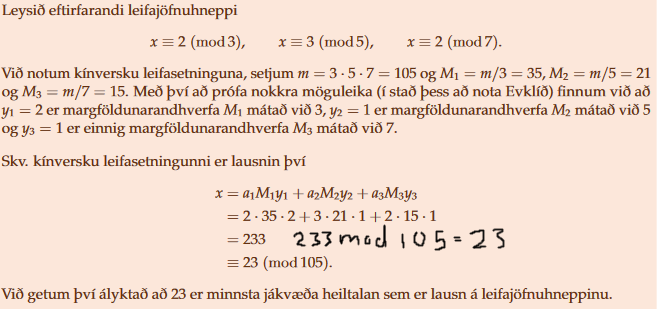 Leysið eftirfarandi leifajöfnuhneppi
x ≡ 2 (mod 3),  x ≡ 3 (mod 5),  x ≡ 2 (mod 7).
Við notum kínversku leifasetninguna, setjum m = 3 · 5 · 7 = 105 og M₁ = m/3 = 35, M₂ = m/5 = 21
og M₃ = m/7 = 15. Með því að prófa nokkra möguleika (í stað þess að nota Evklíð) finnum við að
y₁ = 2 er margföldunarandhverfa M₁ mátað við 3, y₂ = 1 er margföldunarandhverfa M₂ mátað við 5
og y₃ = 1 er einnig margföldunarandhverfa M₃ mátað við 7.
Skv. kínversku leifasetningunni er lausnin því
x = a₁M₁y₁ + a₂M₂y₂ + a₃M₃y₃
= 2 · 35 · 2 + 3 · 21 · 1 + 2 · 15 · 1
= 233  233 mod 105 = 23
≡ 23 (mod 105).
Við getum því ályktað að 23 er minnsta jákvæða heiltalan sem er lausn á leifajöfnuhneppinu.